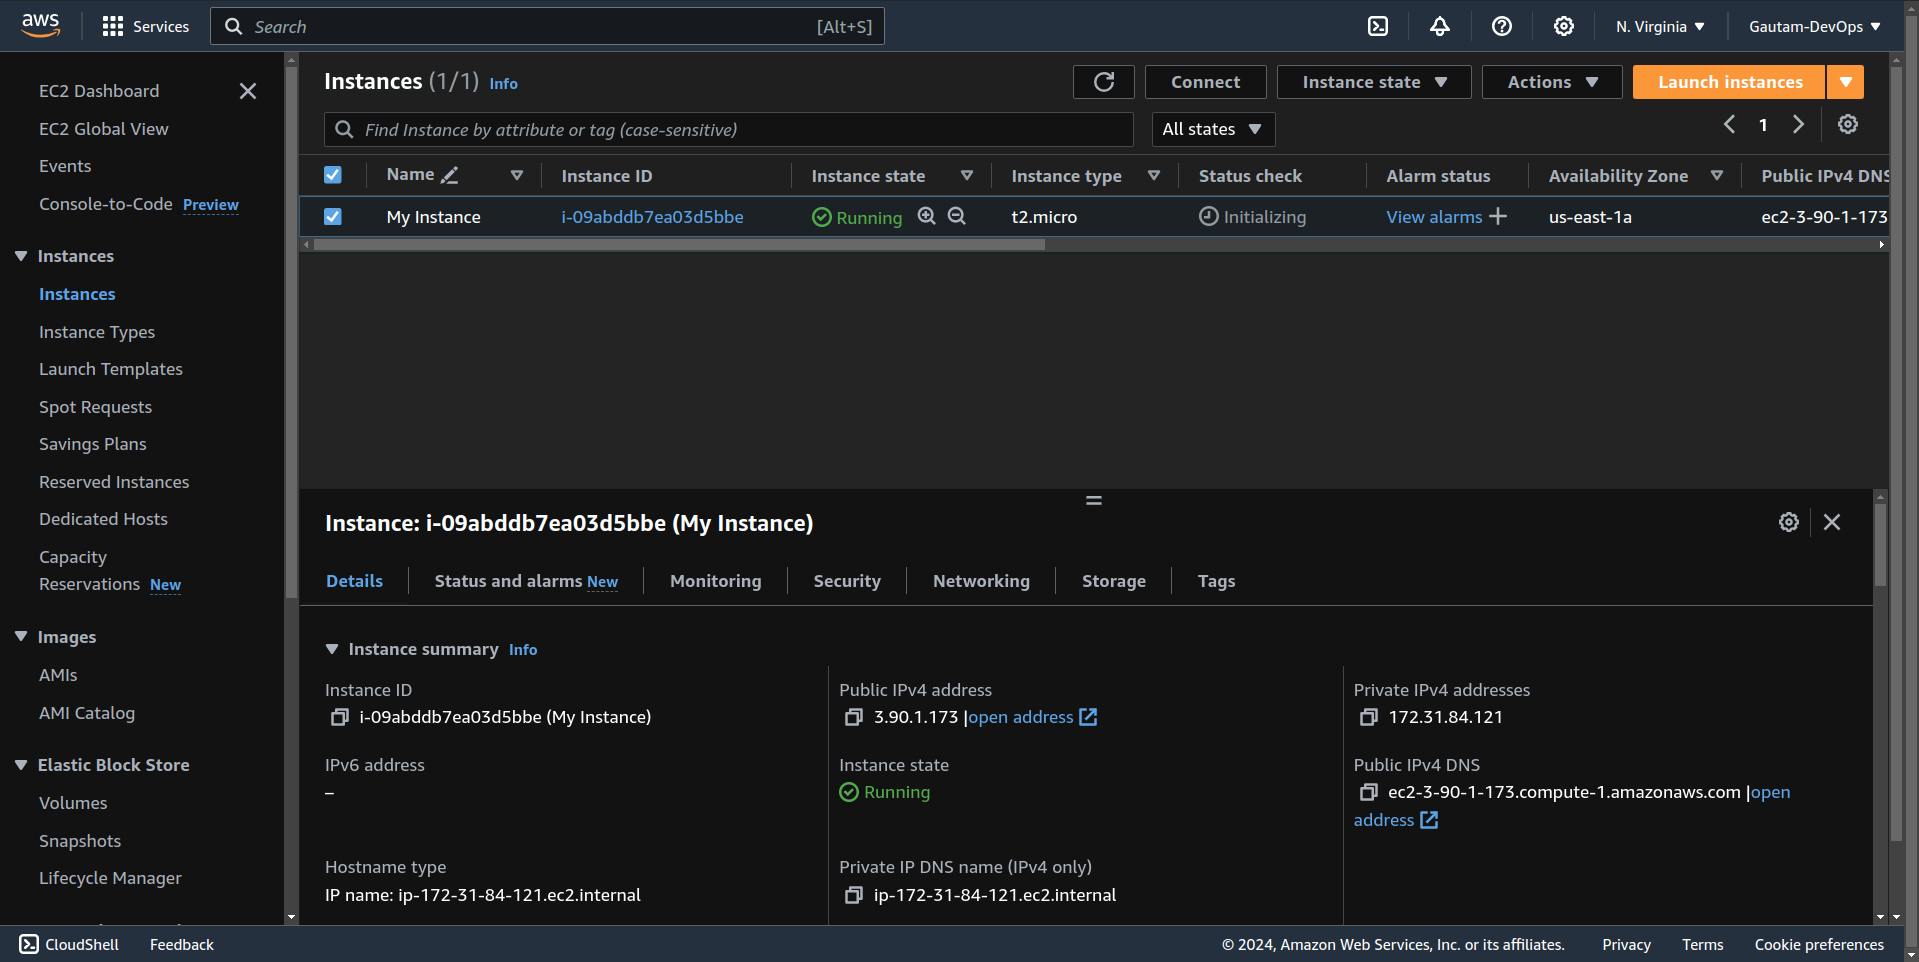 aws
Services
Search [Alt+S]
N. Virginia
Gautam-DevOps
EC2 Dashboard
EC2 Global View
Events
Console-to-Code Preview
Instances
Instances
Instance Types
Launch Templates
Spot Requests
Savings Plans
Reserved Instances
Dedicated Hosts
Capacity
Reservations New
Images
AMIs
AMI Catalog
Elastic Block Store
Volumes
Snapshots
Lifecycle Manager
Instances (1/1) Info
Connect
Instance state
Actions
Launch instances
Find Instance by attribute or tag (case-sensitive)
All states
1
Name Instance ID Instance state Instance type Status check Alarm status Availability Zone Public IPv4 DNS
My Instance i-09abddb7ea03d5bbe Running t2.micro Initializing View alarms + us-east-1a ec2-3-90-1-173
Instance: i-09abddb7ea03d5bbe (My Instance)
Details Status and alarms New Monitoring Security Networking Storage Tags
Instance summary Info
Instance ID
i-09abddb7ea03d5bbe (My Instance)
Public IPv4 address
3.90.1.173 |open address
Private IPv4 addresses
172.31.84.121
IPv6 address
–
Instance state
Running
Public IPv4 DNS
ec2-3-90-1-173.compute-1.amazonaws.com |open
address
Hostname type
IP name: ip-172-31-84-121.ec2.internal
Private IP DNS name (IPv4 only)
ip-172-31-84-121.ec2.internal
CloudShell Feedback
© 2024, Amazon Web Services, Inc. or its affiliates. Privacy Terms Cookie preferences